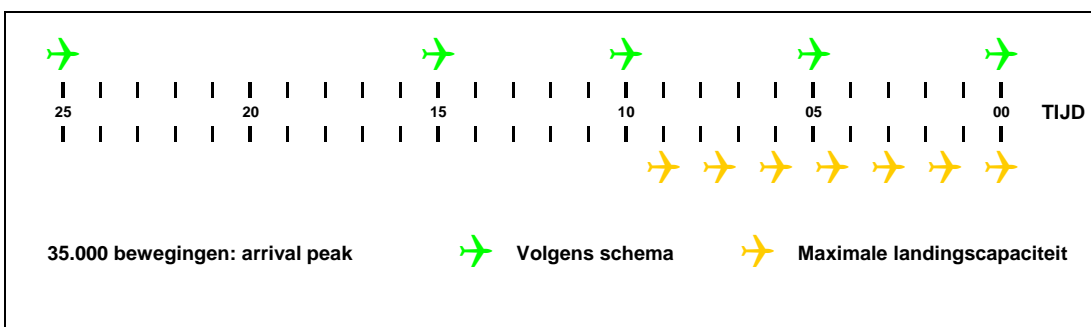 25 20 15 10 05 00 TIJD
35.000 bewegingen: arrival peak Volgens schema Maximale landingscapaciteit